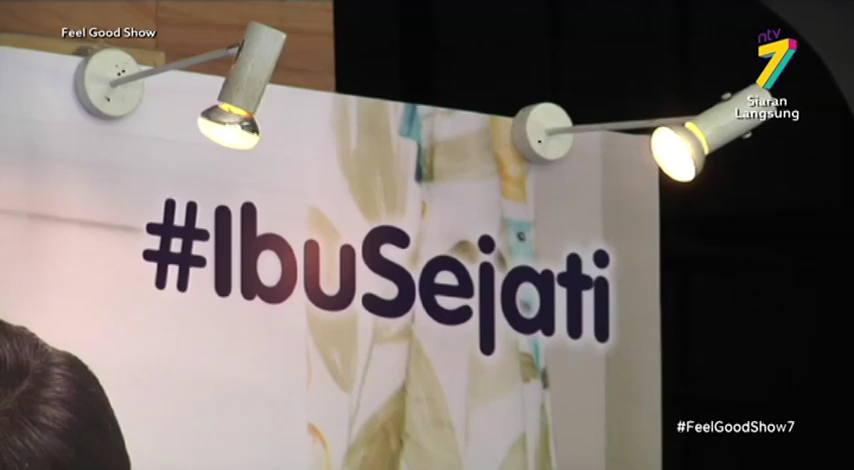 Feel Good Show
ntv
7
Siaran
Langsung
#IbuSejati
#FeelGoodShow7